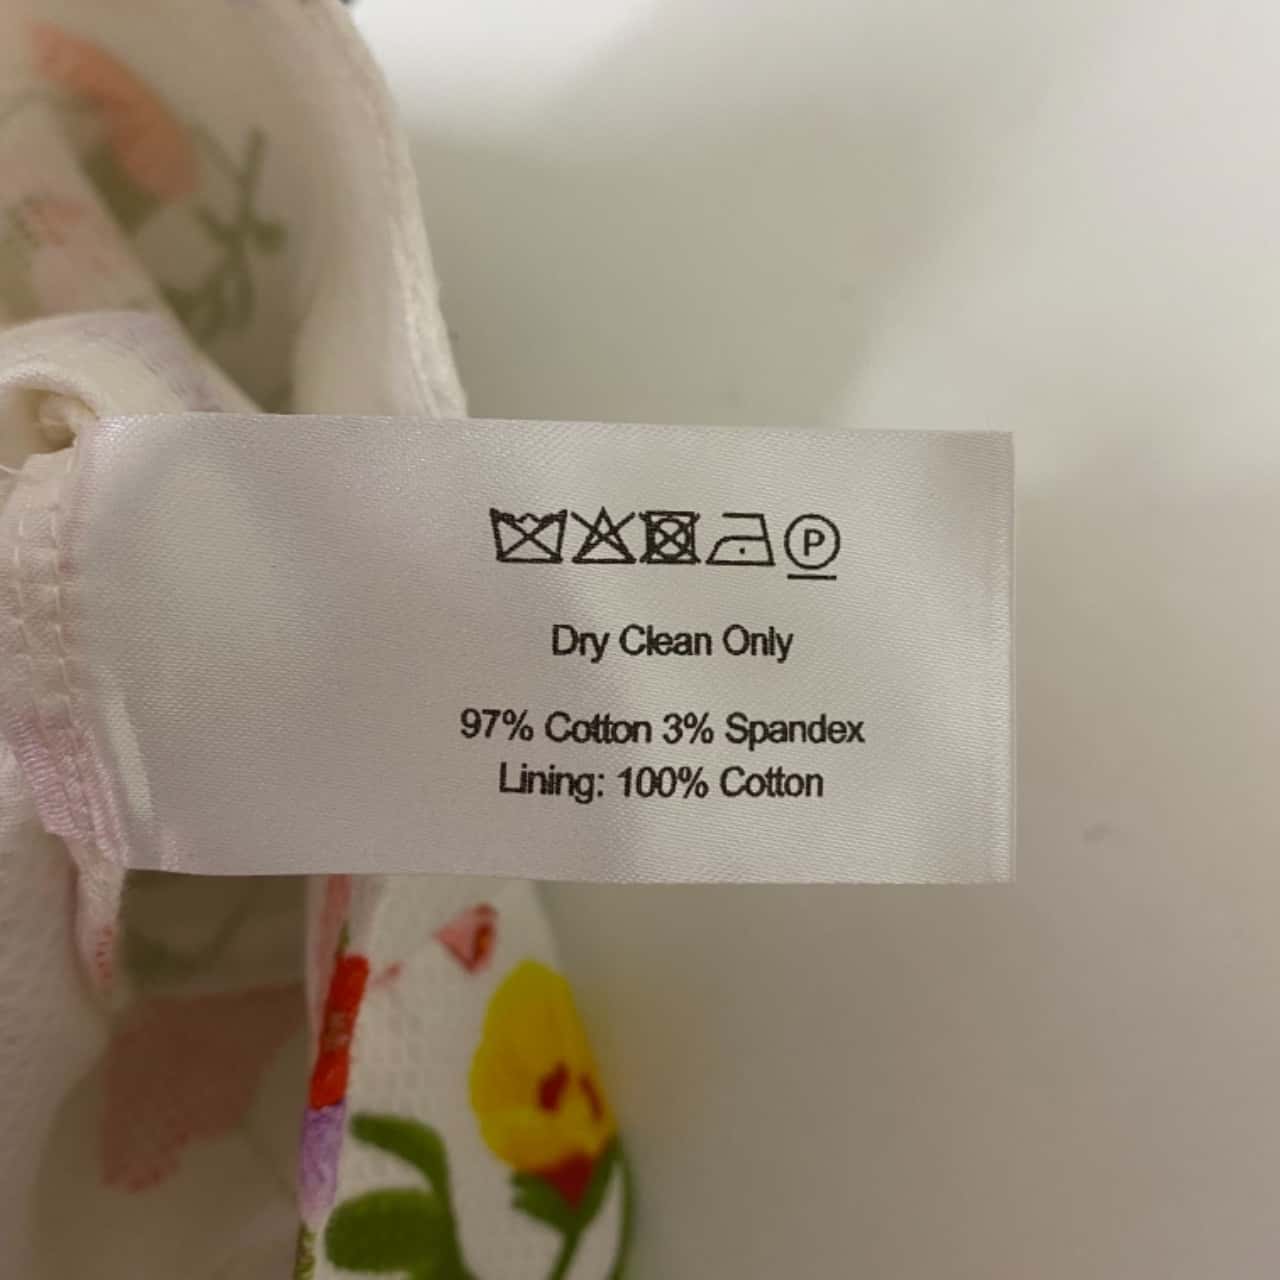 P
Dry Clean Only
97% Cotton 3% Spandex
Lining: 100% Cotton